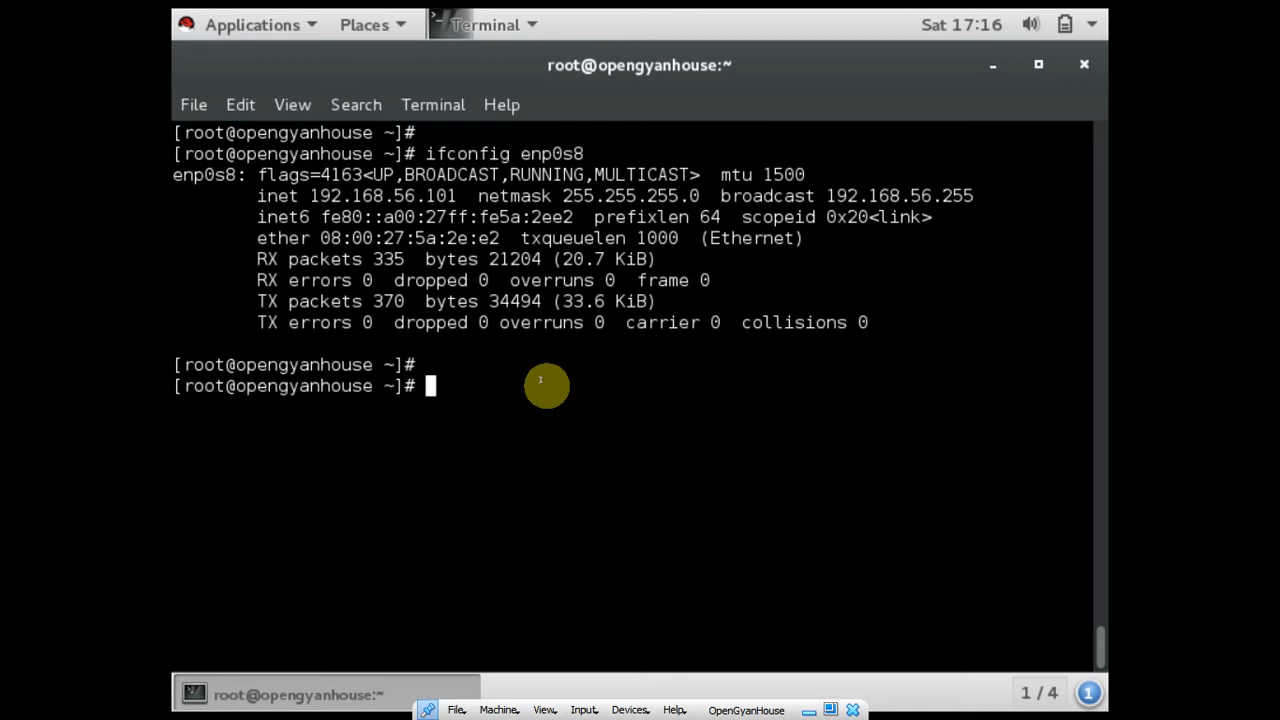 Applications Places Terminal Sat 17:16
root@opengyanhouse:~
File Edit View Search Terminal Help
[root@opengyanhouse ~]#
[root@opengyanhouse ~]# ifconfig enp0s8
enp0s8: flags=4163<UP,BROADCAST,RUNNING,MULTICAST>  mtu 1500
        inet 192.168.56.101  netmask 255.255.255.0  broadcast 192.168.56.255
        inet6 fe80::a00:27ff:fe5a:2ee2  prefixlen 64  scopeid 0x20<link>
        ether 08:00:27:5a:2e:e2  txqueuelen 1000  (Ethernet)
        RX packets 335  bytes 21204 (20.7 KiB)
        RX errors 0  dropped 0  overruns 0  frame 0
        TX packets 370  bytes 34494 (33.6 KiB)
        TX errors 0  dropped 0 overruns 0  carrier 0  collisions 0
[root@opengyanhouse ~]#
[root@opengyanhouse ~]#
root@opengyanhouse:~ 1 / 4 1
File Machine View Input Devices Help OpenGyanHouse